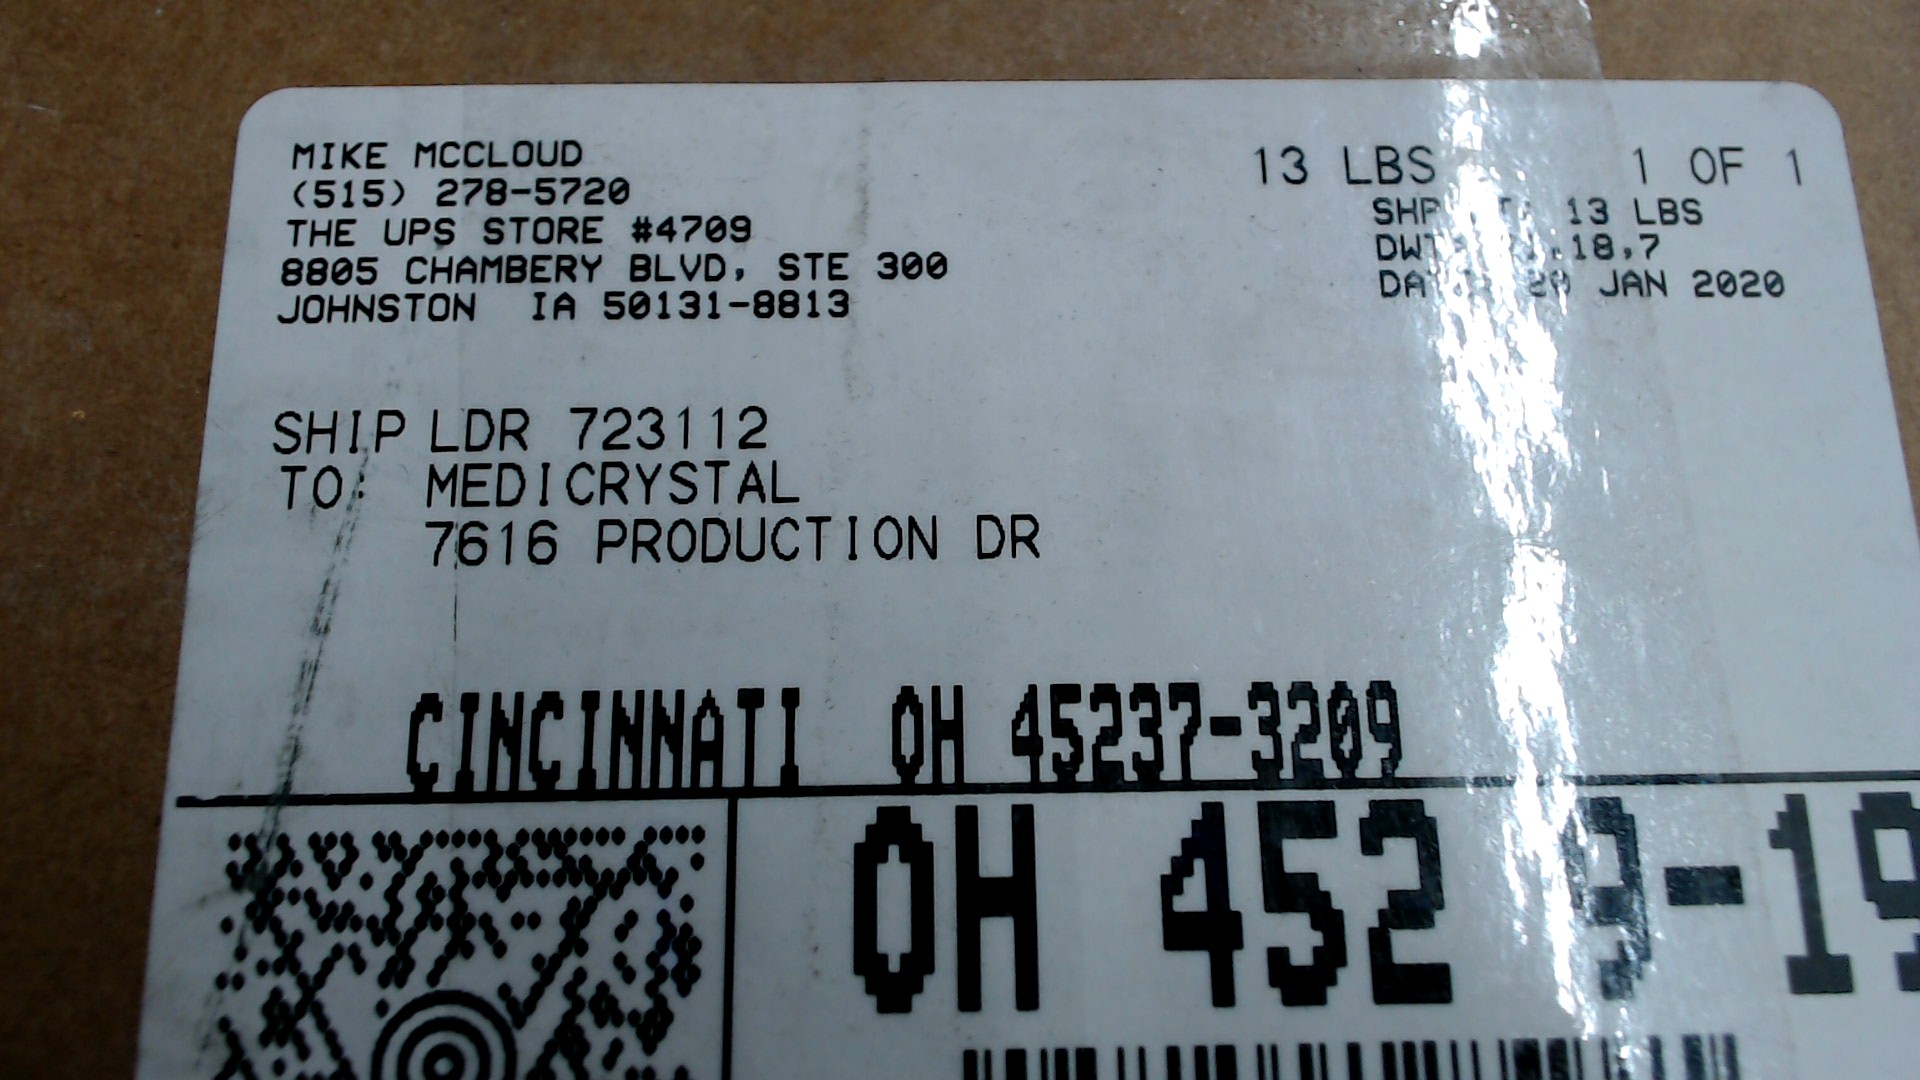 MIKE MCCLOUD
(515) 278-5720
THE UPS STORE #4709
8805 CHAMBERY BLVD, STE 300
JOHNSTON IA 50131-8813
13 LBS 1 OF 1
13 LBS
JAN 2020
SHIP LDR 723112
TO: MEDICRYSTAL
7616 PRODUCTION DR
CINCINNATI OH 45237-3209
OH 452